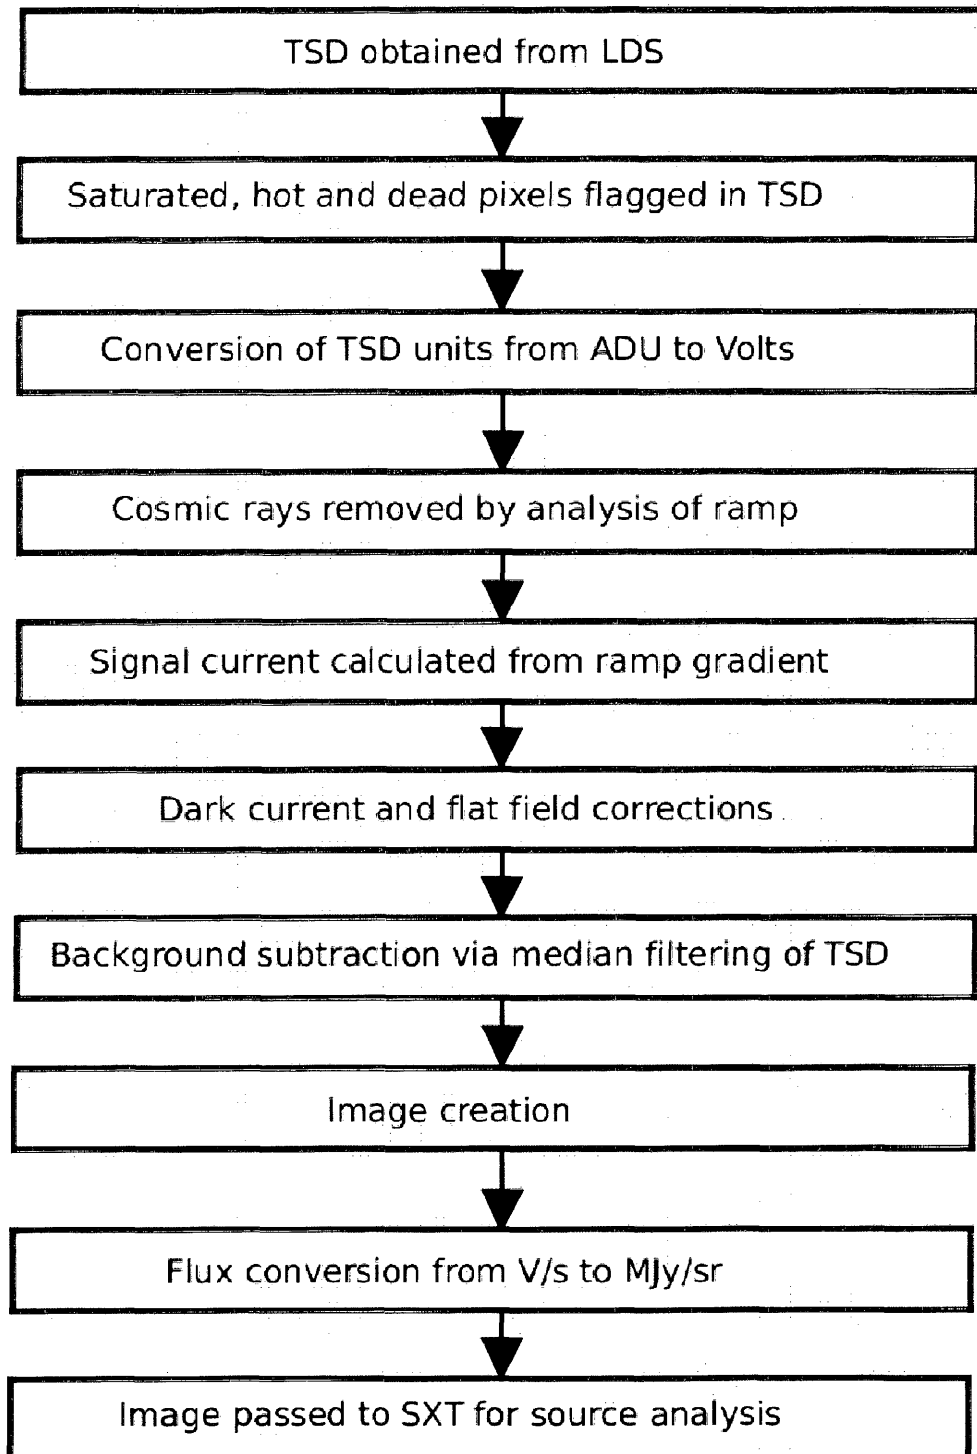 TSD obtained from LDS
Saturated, hot and dead pixels flagged in TSD
Conversion of TSD units from ADU to Volts
Cosmic rays removed by analysis of ramp
Signal current calculated from ramp gradient
Dark current and flat field corrections
Background subtraction via median filtering of TSD
Image creation
Flux conversion from V/s to MJy/sr
Image passed to SXT for source analysis